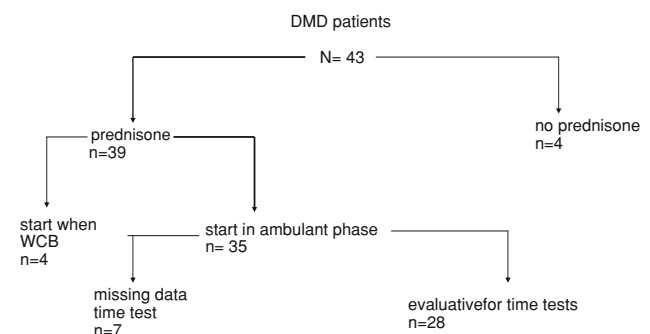 DMD patients
N= 43
prednisone
n=39
no prednisone
n=4
start when
WCB
n=4
start in ambulant phase
n= 35
missing data
time test
n=7
evaluativefor time tests
n=28